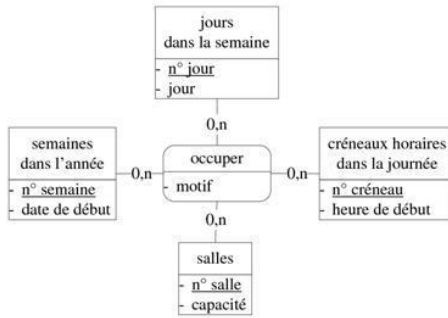 jours
dans la semaine
- n° jour
- jour
0,n
semaines
dans l'année
- n° semaine
- date de début
0,n
occuper
- motif
0,n
créneaux horaires
dans la journée
- n° créneau
- heure de début
0,n
salles
- n° salle
- capacité